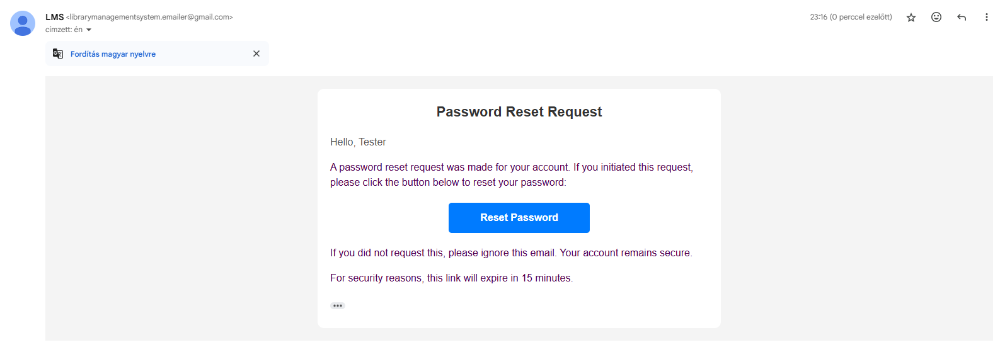 LMS <librarymanagementsystem.emailer@gmail.com>
23:16 (0 perccel ezelőtt)
címzett: én
Fordítás magyar nyelvre
Password Reset Request
Hello, Tester
A password reset request was made for your account. If you initiated this request,
please click the button below to reset your password:
Reset Password
If you did not request this, please ignore this email. Your account remains secure.
For security reasons, this link will expire in 15 minutes.